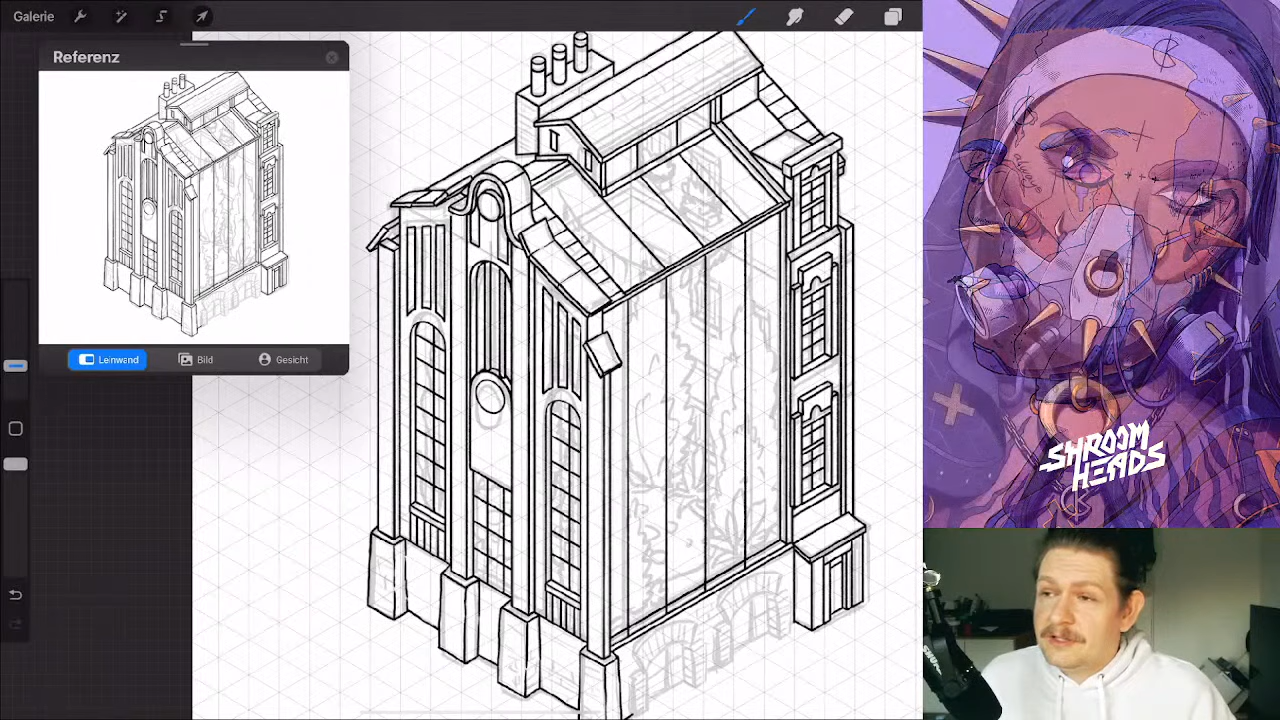 Galerie
Referenz
Leinwand
Bild
Gesicht
SHROOM
HEADS